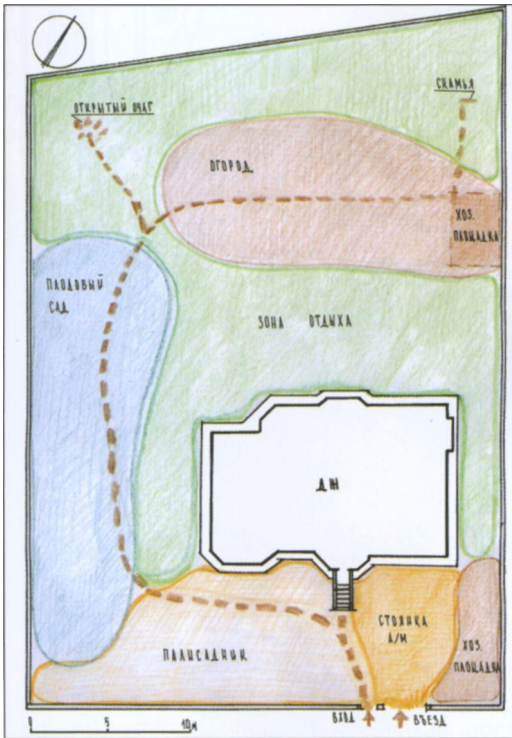 ОТКРЫТЫЙ ОЧАГ
СКАМЬЯ
ОГОРОД
ХОЗ.
ПЛОЩАДКА
ПЛОДОВЫЙ
САД
ЗОНА ОТДЫХА
Д Ж
СТОЯНКА
А/М
ПАЛИСАДНИК
ХОЗ.
ПЛОЩАДКА
ВХОД
ВЪЕЗД
0 5 10м